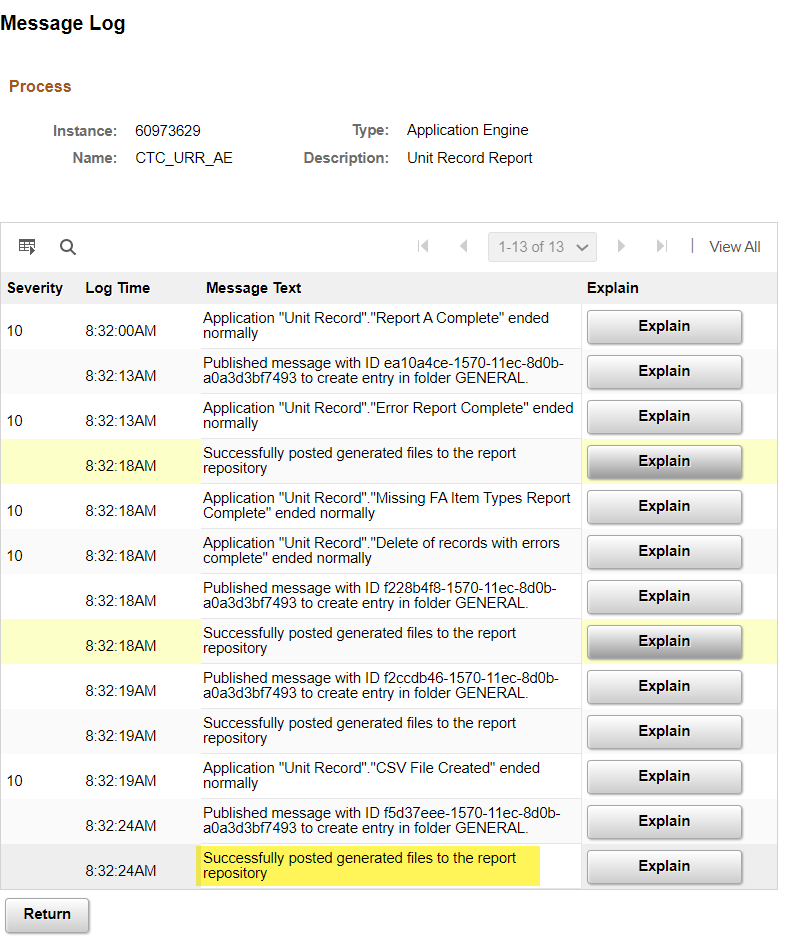 Message Log
Process
Instance: 60973629 Type: Application Engine
Name: CTC_URR_AE Description: Unit Record Report
1-13 of 13 | View All
Severity Log Time Message Text Explain
10 8:32:00AM Application "Unit Record"."Report A Complete" ended
normally Explain
8:32:13AM Published message with ID ea10a4ce-1570-11ec-8d0b-
a0a3d3bf7493 to create entry in folder GENERAL. Explain
10 8:32:13AM Application "Unit Record"."Error Report Complete" ended
normally Explain
8:32:18AM Successfully posted generated files to the report
repository Explain
10 8:32:18AM Application "Unit Record"."Missing FA Item Types Report
Complete" ended normally Explain
10 8:32:18AM Application "Unit Record"."Delete of records with errors
complete" ended normally Explain
8:32:18AM Published message with ID f228b4f8-1570-11ec-8d0b-
a0a3d3bf7493 to create entry in folder GENERAL. Explain
8:32:18AM Successfully posted generated files to the report
repository Explain
8:32:19AM Published message with ID f2ccdb46-1570-11ec-8d0b-
a0a3d3bf7493 to create entry in folder GENERAL. Explain
8:32:19AM Successfully posted generated files to the report
repository Explain
10 8:32:19AM Application "Unit Record"."CSV File Created" ended
normally Explain
8:32:24AM Published message with ID f5d37eee-1570-11ec-8d0b-
a0a3d3bf7493 to create entry in folder GENERAL. Explain
8:32:24AM Successfully posted generated files to the report
repository Explain
Return